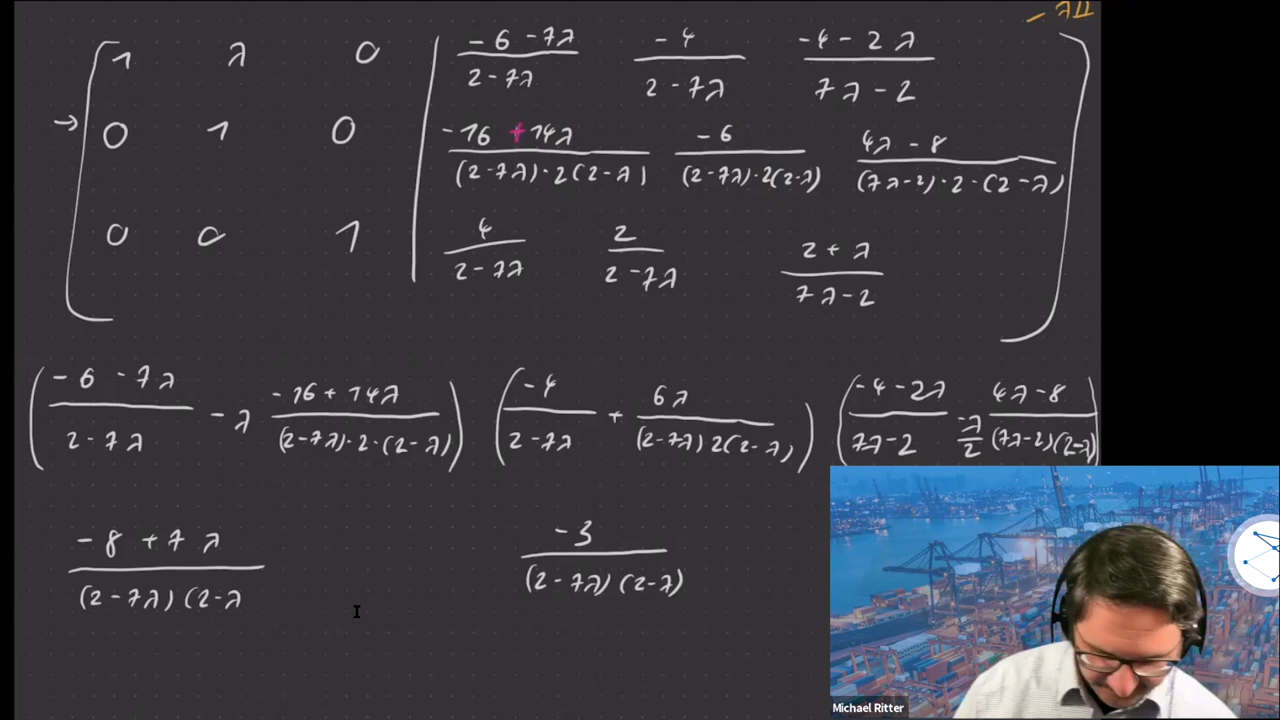 - λII
1 λ 0 | (-6 - 7λ)/(2 - 7λ) (-4)/(2 - 7λ) (-4 - 2λ)/(7λ - 2)
→ 0 1 0 | (-16 + 14λ)/((2-7λ)·2(2-λ)) (-6)/((2-7λ)·2(2-λ)) (4λ - 8)/((7λ-2)·2·(2-λ))
0 0 1 | 4/(2 - 7λ) 2/(2 - 7λ) (2 + λ)/(7λ - 2)
((-6 - 7λ)/(2 - 7λ) - λ (-16 + 14λ)/((2-7λ)·2·(2-λ))) ((-4)/(2 - 7λ) + 6λ/((2-7λ) 2(2-λ))) ((-4 - 2λ)/(7λ - 2) - λ/2 (4λ - 8)/((7λ-2)(2-λ)))
(-8 + 7λ)/((2 - 7λ)(2-λ -3/((2 - 7λ)(2-λ))
Michael Ritter